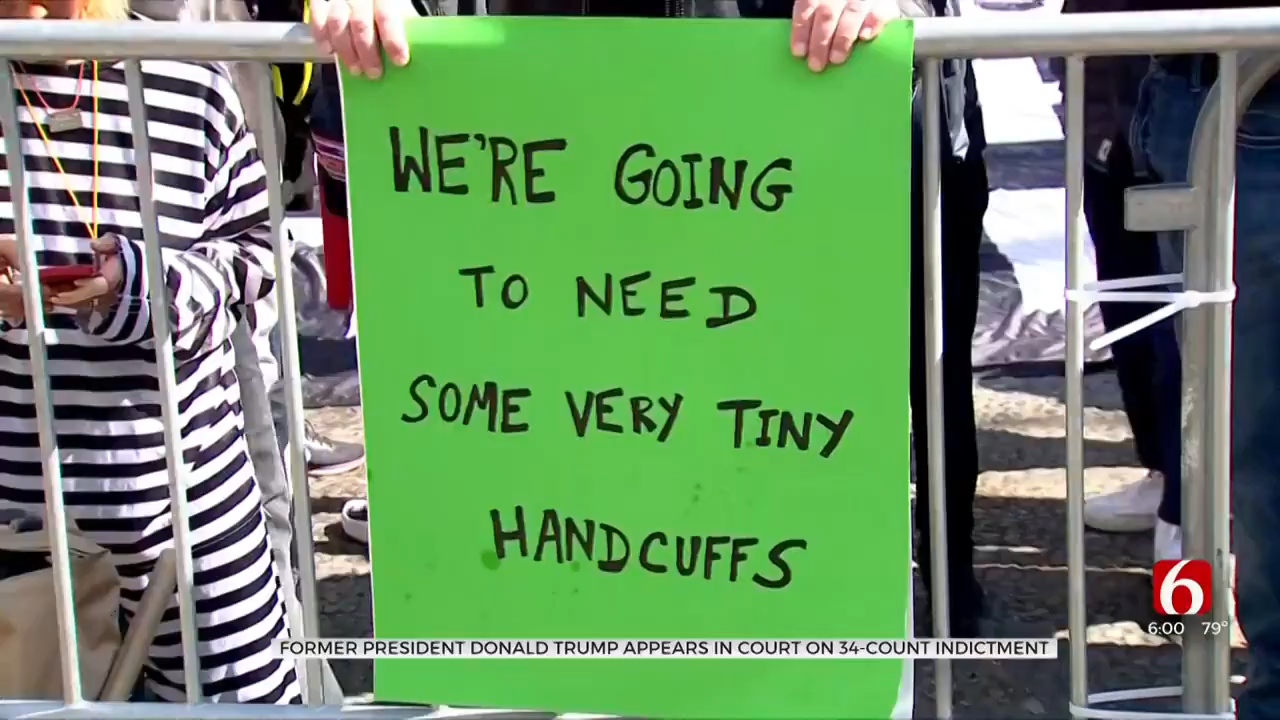 WE'RE GOING
TO NEED
SOME VERY TINY
HANDCUFFS
6
6:00 79°
FORMER PRESIDENT DONALD TRUMP APPEARS IN COURT ON 34-COUNT INDICTMENT